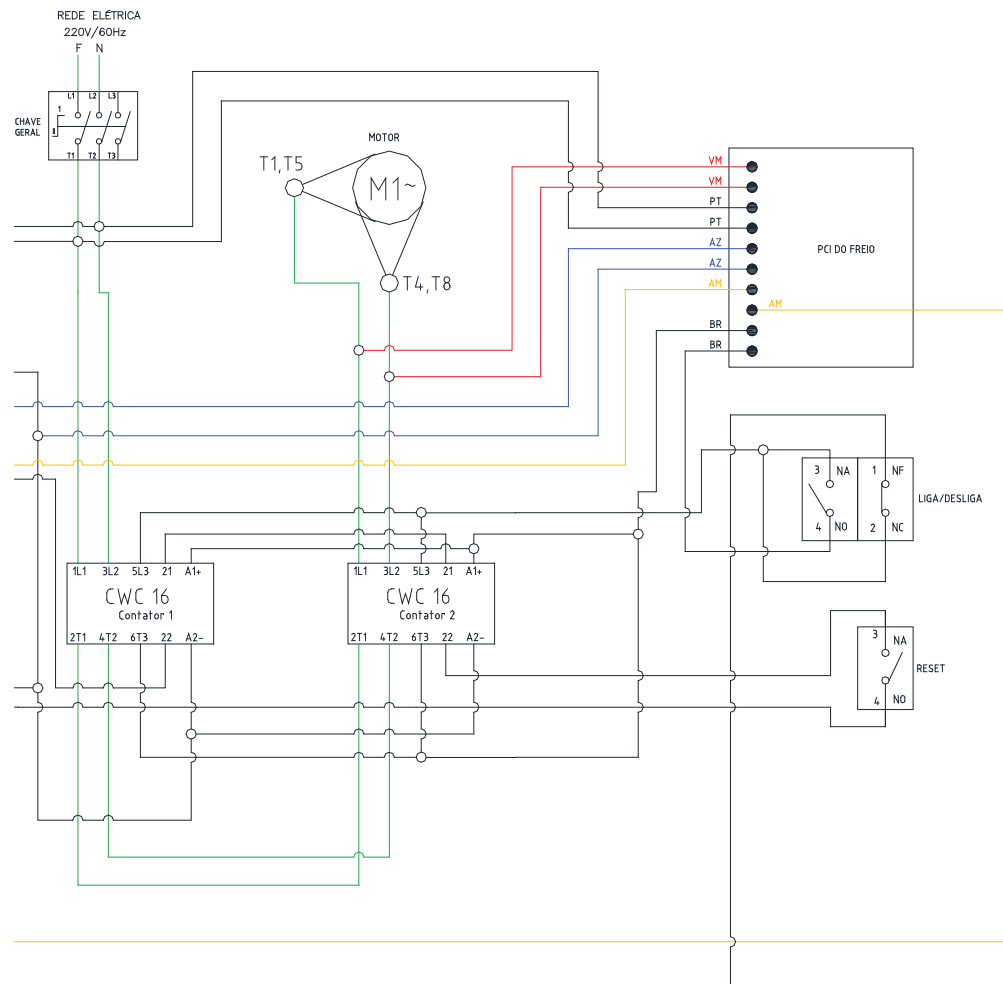 REDE ELÉTRICA
220V/60Hz
F N
L1 L2 L3
1
CHAVE
GERAL
T1 T2 T3
MOTOR
T1,T5
M1~
T4,T8
VM
VM
PT
PT
AZ
AZ
AM
AM
BR
BR
PCI DO FREIO
3 NA
4 NO
1 NF
2 NC
LIGA/DESLIGA
1L1 3L2 5L3 21 A1+
CWC 16
Contator 1
2T1 4T2 6T3 22 A2-
1L1 3L2 5L3 21 A1+
CWC 16
Contator 2
2T1 4T2 6T3 22 A2-
3 NA
RESET
4 NO